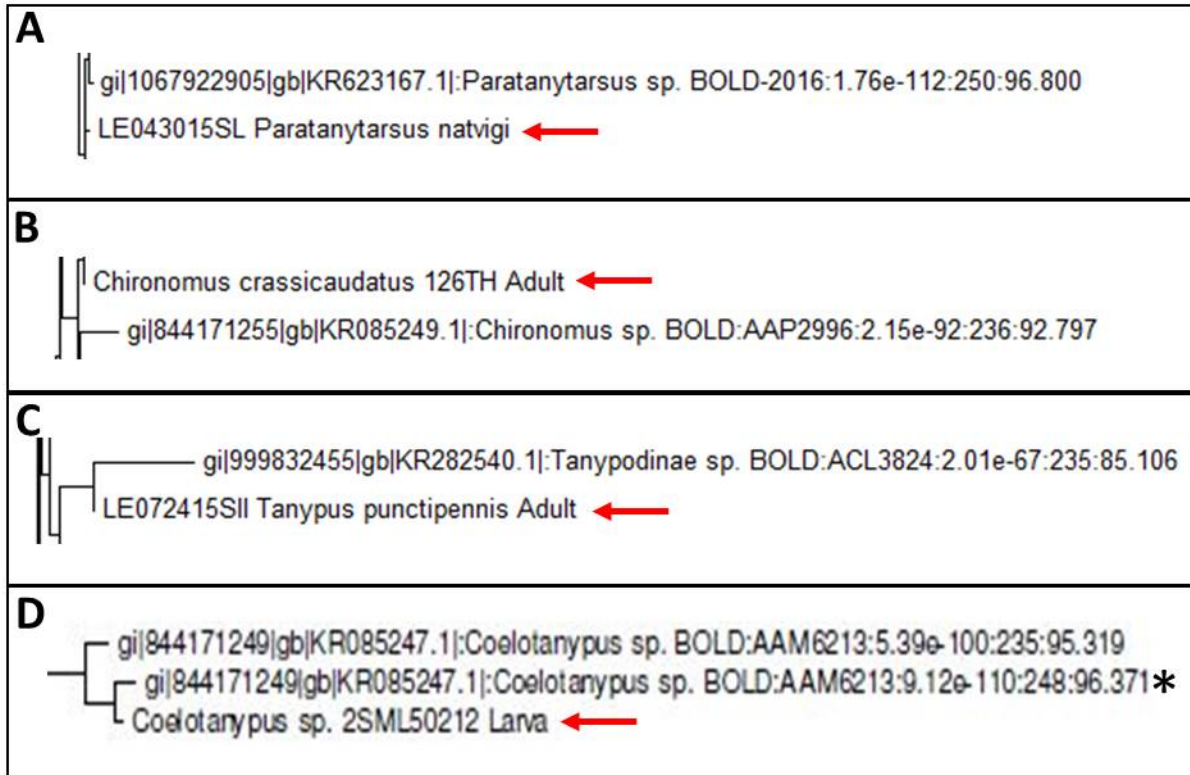 A
gi|1067922905|gb|KR623167.1|:Paratanytarsus sp. BOLD-2016:1.76e-112:250:96.800
LE043015SL Paratanytarsus natvigi
B
Chironomus crassicaudatus 126TH Adult
gi|844171255|gb|KR085249.1|:Chironomus sp. BOLD:AAP2996:2.15e-92:236:92.797
C
gi|999832455|gb|KR282540.1|:Tanypodinae sp. BOLD:ACL3824:2.01e-67:235:85.106
LE072415SII Tanypus punctipennis Adult
D
gi|844171249|gb|KR085247.1|:Coelotanypus sp. BOLD:AAM6213:5.39e-100:235:95.319
gi|844171249|gb|KR085247.1|:Coelotanypus sp. BOLD:AAM6213:9.12e-110:248:96.371*
Coelotanypus sp. 2SML50212 Larva